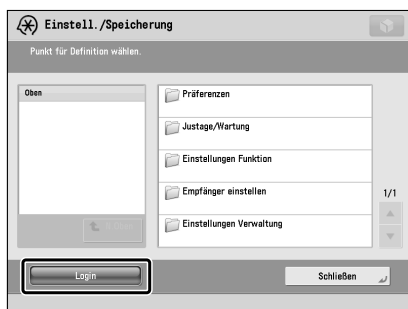 Einstell./Speicherung
Punkt für Definition wählen.
Oben
Präferenzen
Justage/Wartung
Einstellungen Funktion
Empfänger einstellen
Einstellungen Verwaltung
1/1
Login
Schließen